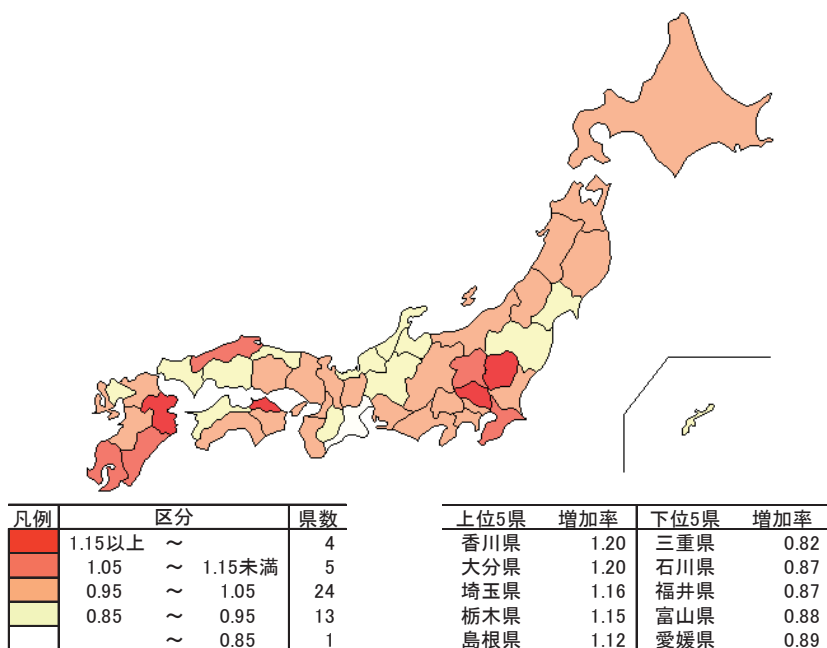 凡例 区分 県数
1.15以上 ～ 4
1.05 ～ 1.15未満 5
0.95 ～ 1.05 24
0.85 ～ 0.95 13
～ 0.85 1
上位5県 増加率 下位5県 増加率
香川県 1.20 三重県 0.82
大分県 1.20 石川県 0.87
埼玉県 1.16 福井県 0.87
栃木県 1.15 富山県 0.88
島根県 1.12 愛媛県 0.89